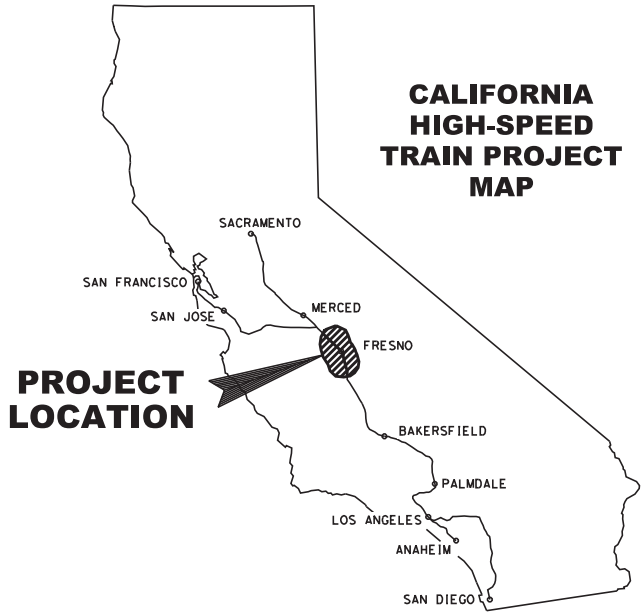 CALIFORNIA
HIGH-SPEED
TRAIN PROJECT
MAP
SACRAMENTO
SAN FRANCISCO
MERCED
SAN JOSE
FRESNO
PROJECT
LOCATION
BAKERSFIELD
PALMDALE
LOS ANGELES
ANAHEIM
SAN DIEGO